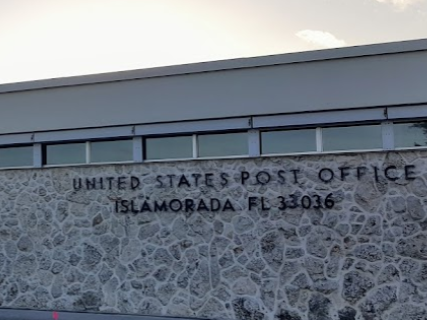 UNITED STATES POST OFFICE
ISLAMORADA FL 33036